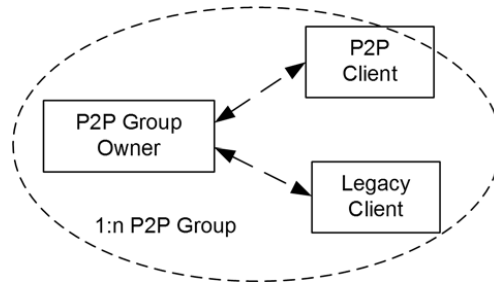 P2P
Client
P2P Group
Owner
Legacy
Client
1:n P2P Group